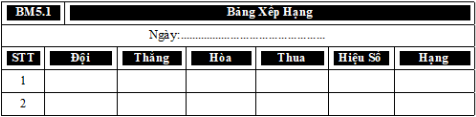 BM5.1 Bảng Xếp Hạng
Ngày:..................................................
STT Đội Thắng Hòa Thua Hiệu Số Hạng
1
2